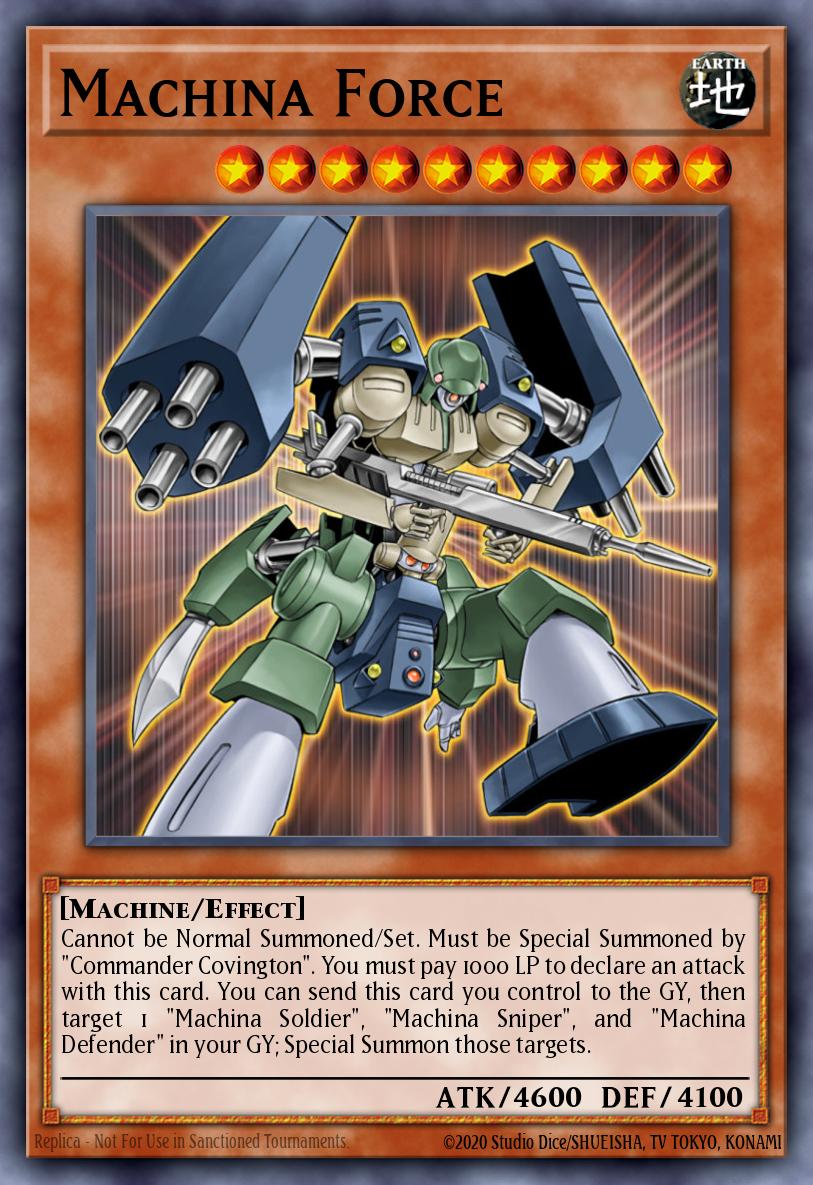 Machina Force
EARTH
地
[Machine/Effect]
Cannot be Normal Summoned/Set. Must be Special Summoned by
"Commander Covington". You must pay 1000 LP to declare an attack
with this card. You can send this card you control to the GY, then
target 1 "Machina Soldier", "Machina Sniper", and "Machina
Defender" in your GY; Special Summon those targets.
ATK/4600 DEF/4100
Replica - Not For Use in Sanctioned Tournaments.
©2020 Studio Dice/SHUEISHA, TV TOKYO, KONAMI